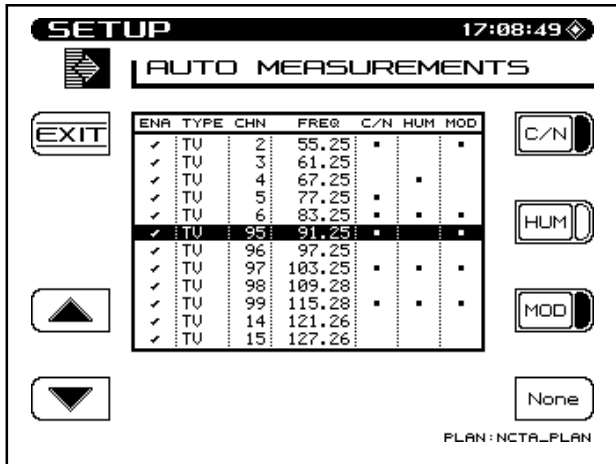 SETUP 17:08:49
AUTO MEASUREMENTS
EXIT
ENA TYPE CHN FREQ C/N HUM MOD
✓ TV 2 55.25 ▪ ▪
✓ TV 3 61.25
✓ TV 4 67.25 ▪
✓ TV 5 77.25 ▪
✓ TV 6 83.25 ▪ ▪ ▪
✓ TV 95 91.25 ▪ ▪
✓ TV 96 97.25
✓ TV 97 103.25 ▪ ▪ ▪
✓ TV 98 109.28
✓ TV 99 115.28 ▪ ▪ ▪
✓ TV 14 121.26
✓ TV 15 127.26
C/N
HUM
MOD
None
PLAN:NCTA_PLAN